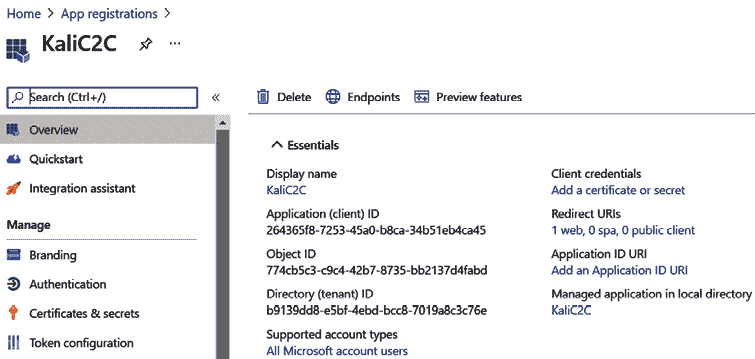 Home > App registrations >
KaliC2C
Search (Ctrl+/)
«
Overview
Quickstart
Integration assistant
Manage
Branding
Authentication
Certificates & secrets
Token configuration
Delete Endpoints Preview features
Essentials
Display name
KaliC2C
Application (client) ID
264365f8-7253-45a0-b8ca-34b51eb4ca45
Object ID
774cb5c3-c9c4-42b7-8735-bb2137d4fabd
Directory (tenant) ID
b9139dd8-e5bf-4ebd-bcc8-7019a8c3c76e
Supported account types
All Microsoft account users
Client credentials
Add a certificate or secret
Redirect URIs
1 web, 0 spa, 0 public client
Application ID URI
Add an Application ID URI
Managed application in local directory
KaliC2C